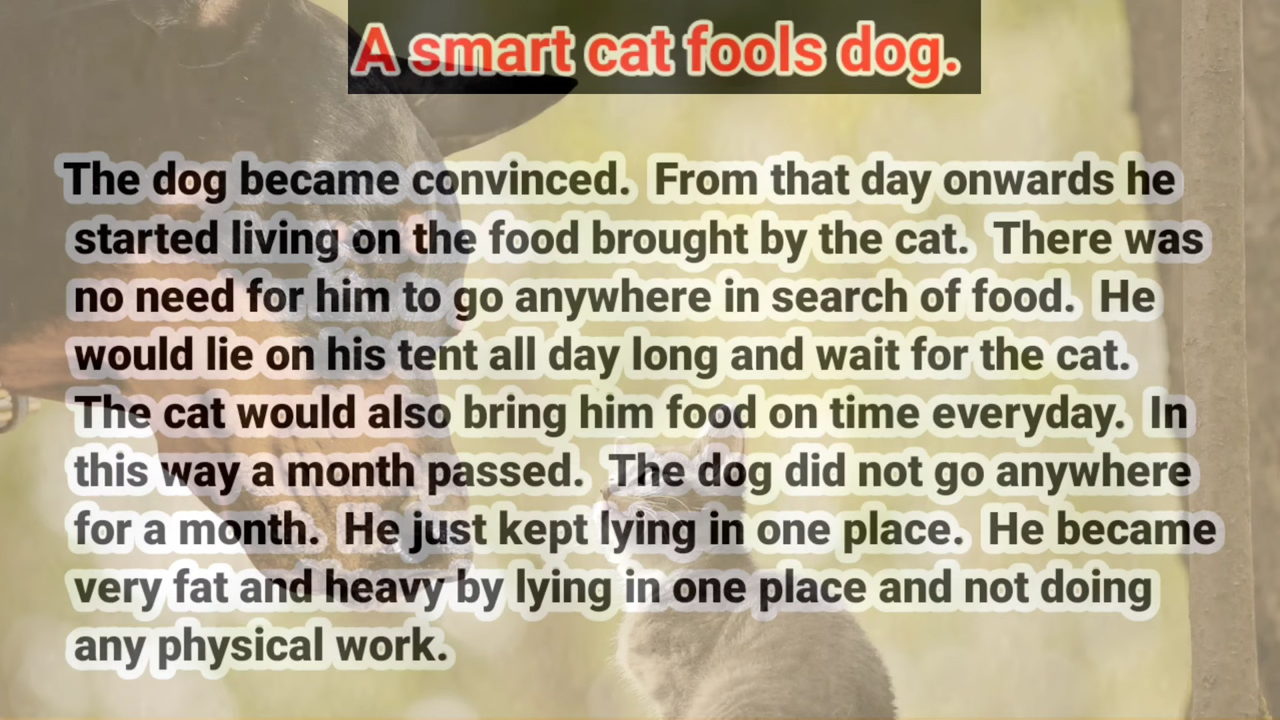 A smart cat fools dog.
The dog became convinced. From that day onwards he
started living on the food brought by the cat. There was
no need for him to go anywhere in search of food. He
would lie on his tent all day long and wait for the cat.
The cat would also bring him food on time everyday. In
this way a month passed. The dog did not go anywhere
for a month. He just kept lying in one place. He became
very fat and heavy by lying in one place and not doing
any physical work.